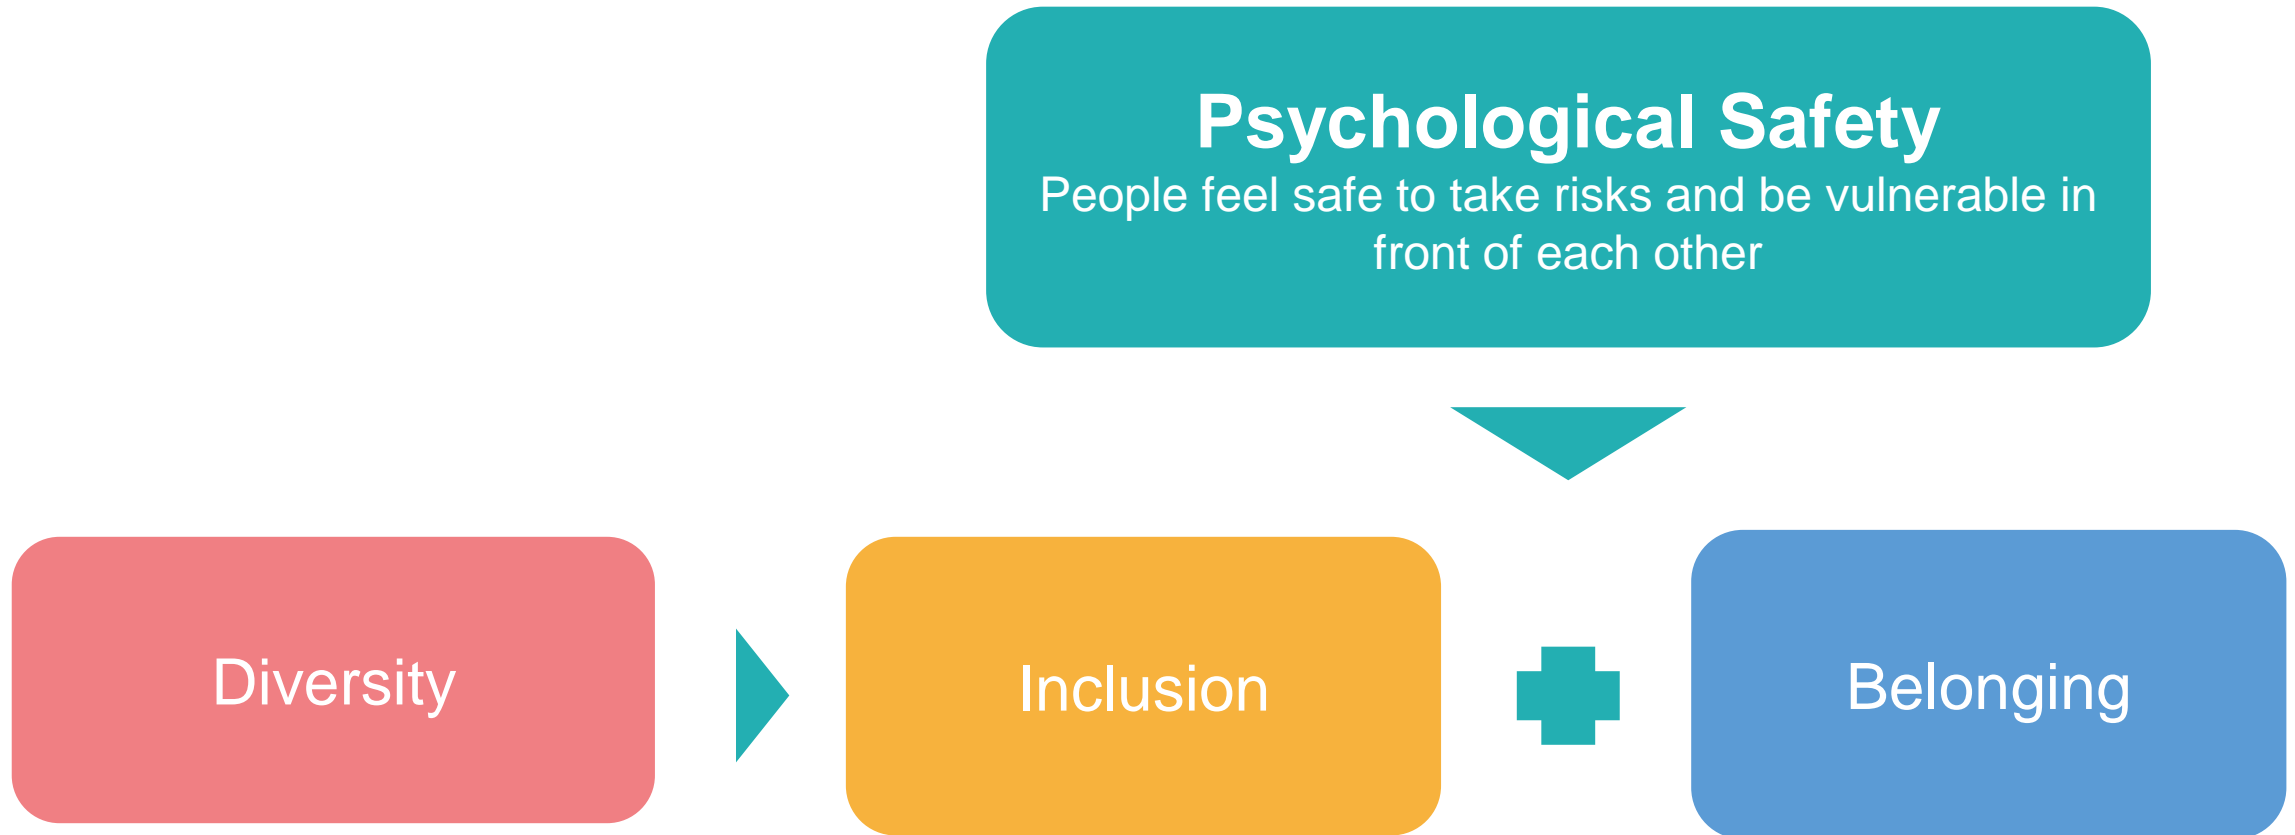 Psychological Safety
People feel safe to take risks and be vulnerable in
front of each other
Diversity
Inclusion
Belonging